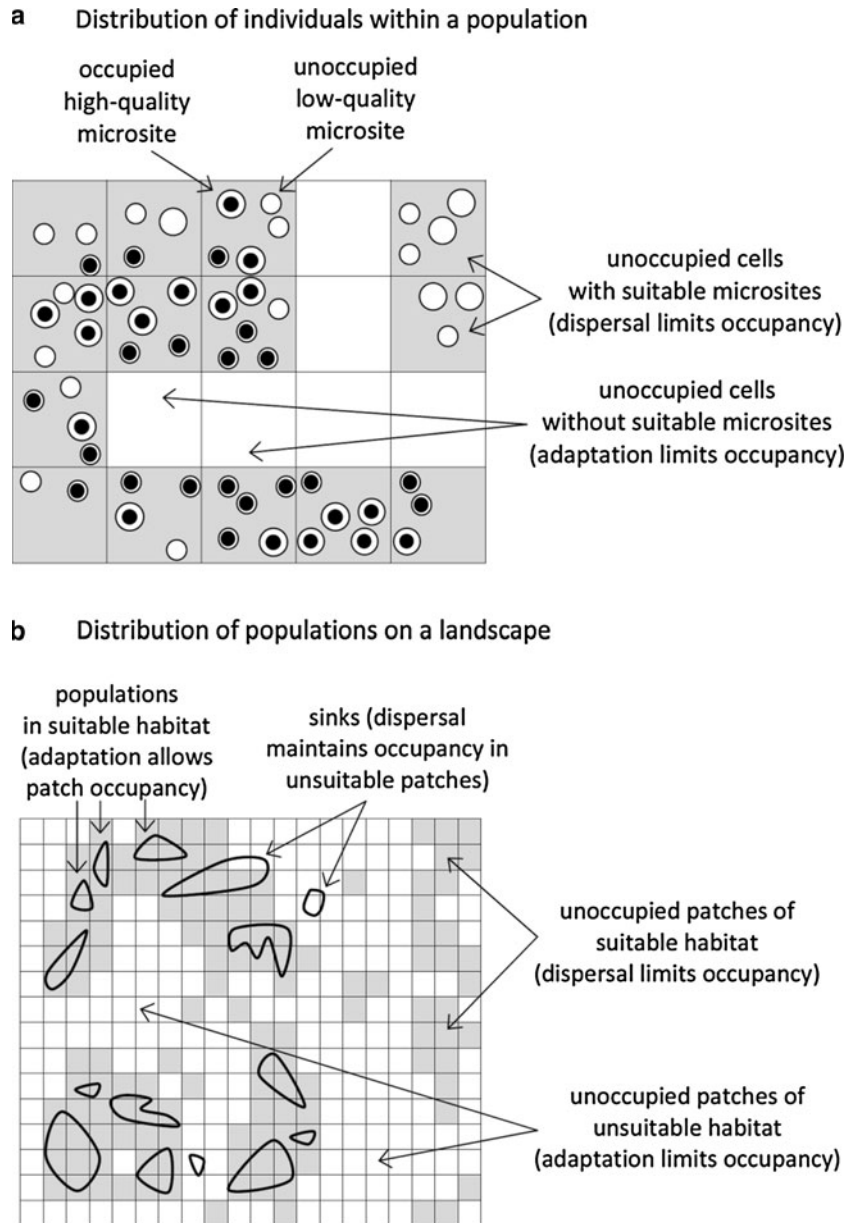 a Distribution of individuals within a population
occupied
high-quality
microsite
unoccupied
low-quality
microsite
unoccupied cells
with suitable microsites
(dispersal limits occupancy)
unoccupied cells
without suitable microsites
(adaptation limits occupancy)
b Distribution of populations on a landscape
populations
in suitable habitat
(adaptation allows
patch occupancy)
sinks (dispersal
maintains occupancy in
unsuitable patches)
unoccupied patches of
suitable habitat
(dispersal limits occupancy)
unoccupied patches of
unsuitable habitat
(adaptation limits occupancy)